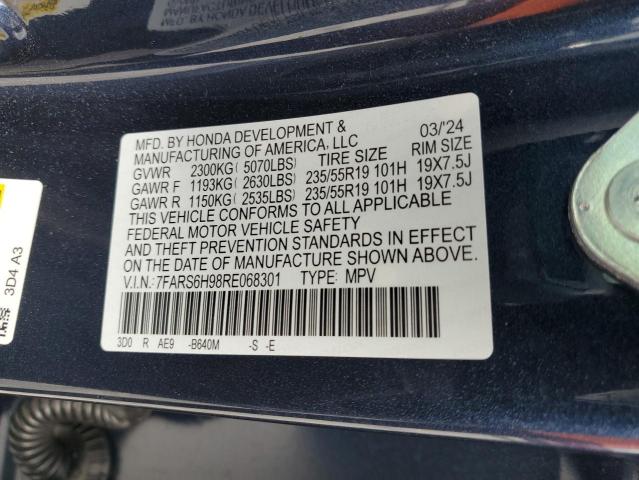 MFD. BY HONDA DEVELOPMENT & 03/'24
MANUFACTURING OF AMERICA, LLC
GVWR 2300KG( 5070LBS) TIRE SIZE RIM SIZE
GAWR F 1193KG( 2630LBS) 235/55R19 101H 19X7.5J
GAWR R 1150KG( 2535LBS) 235/55R19 101H 19X7.5J
THIS VEHICLE CONFORMS TO ALL APPLICABLE
FEDERAL MOTOR VEHICLE SAFETY
AND THEFT PREVENTION STANDARDS IN EFFECT
ON THE DATE OF MANUFACTURE SHOWN ABOVE.
V.I.N.:7FARS6H98RE068301 TYPE: MPV
3D0 R AE9 -B640M -S -E
3D4 A3